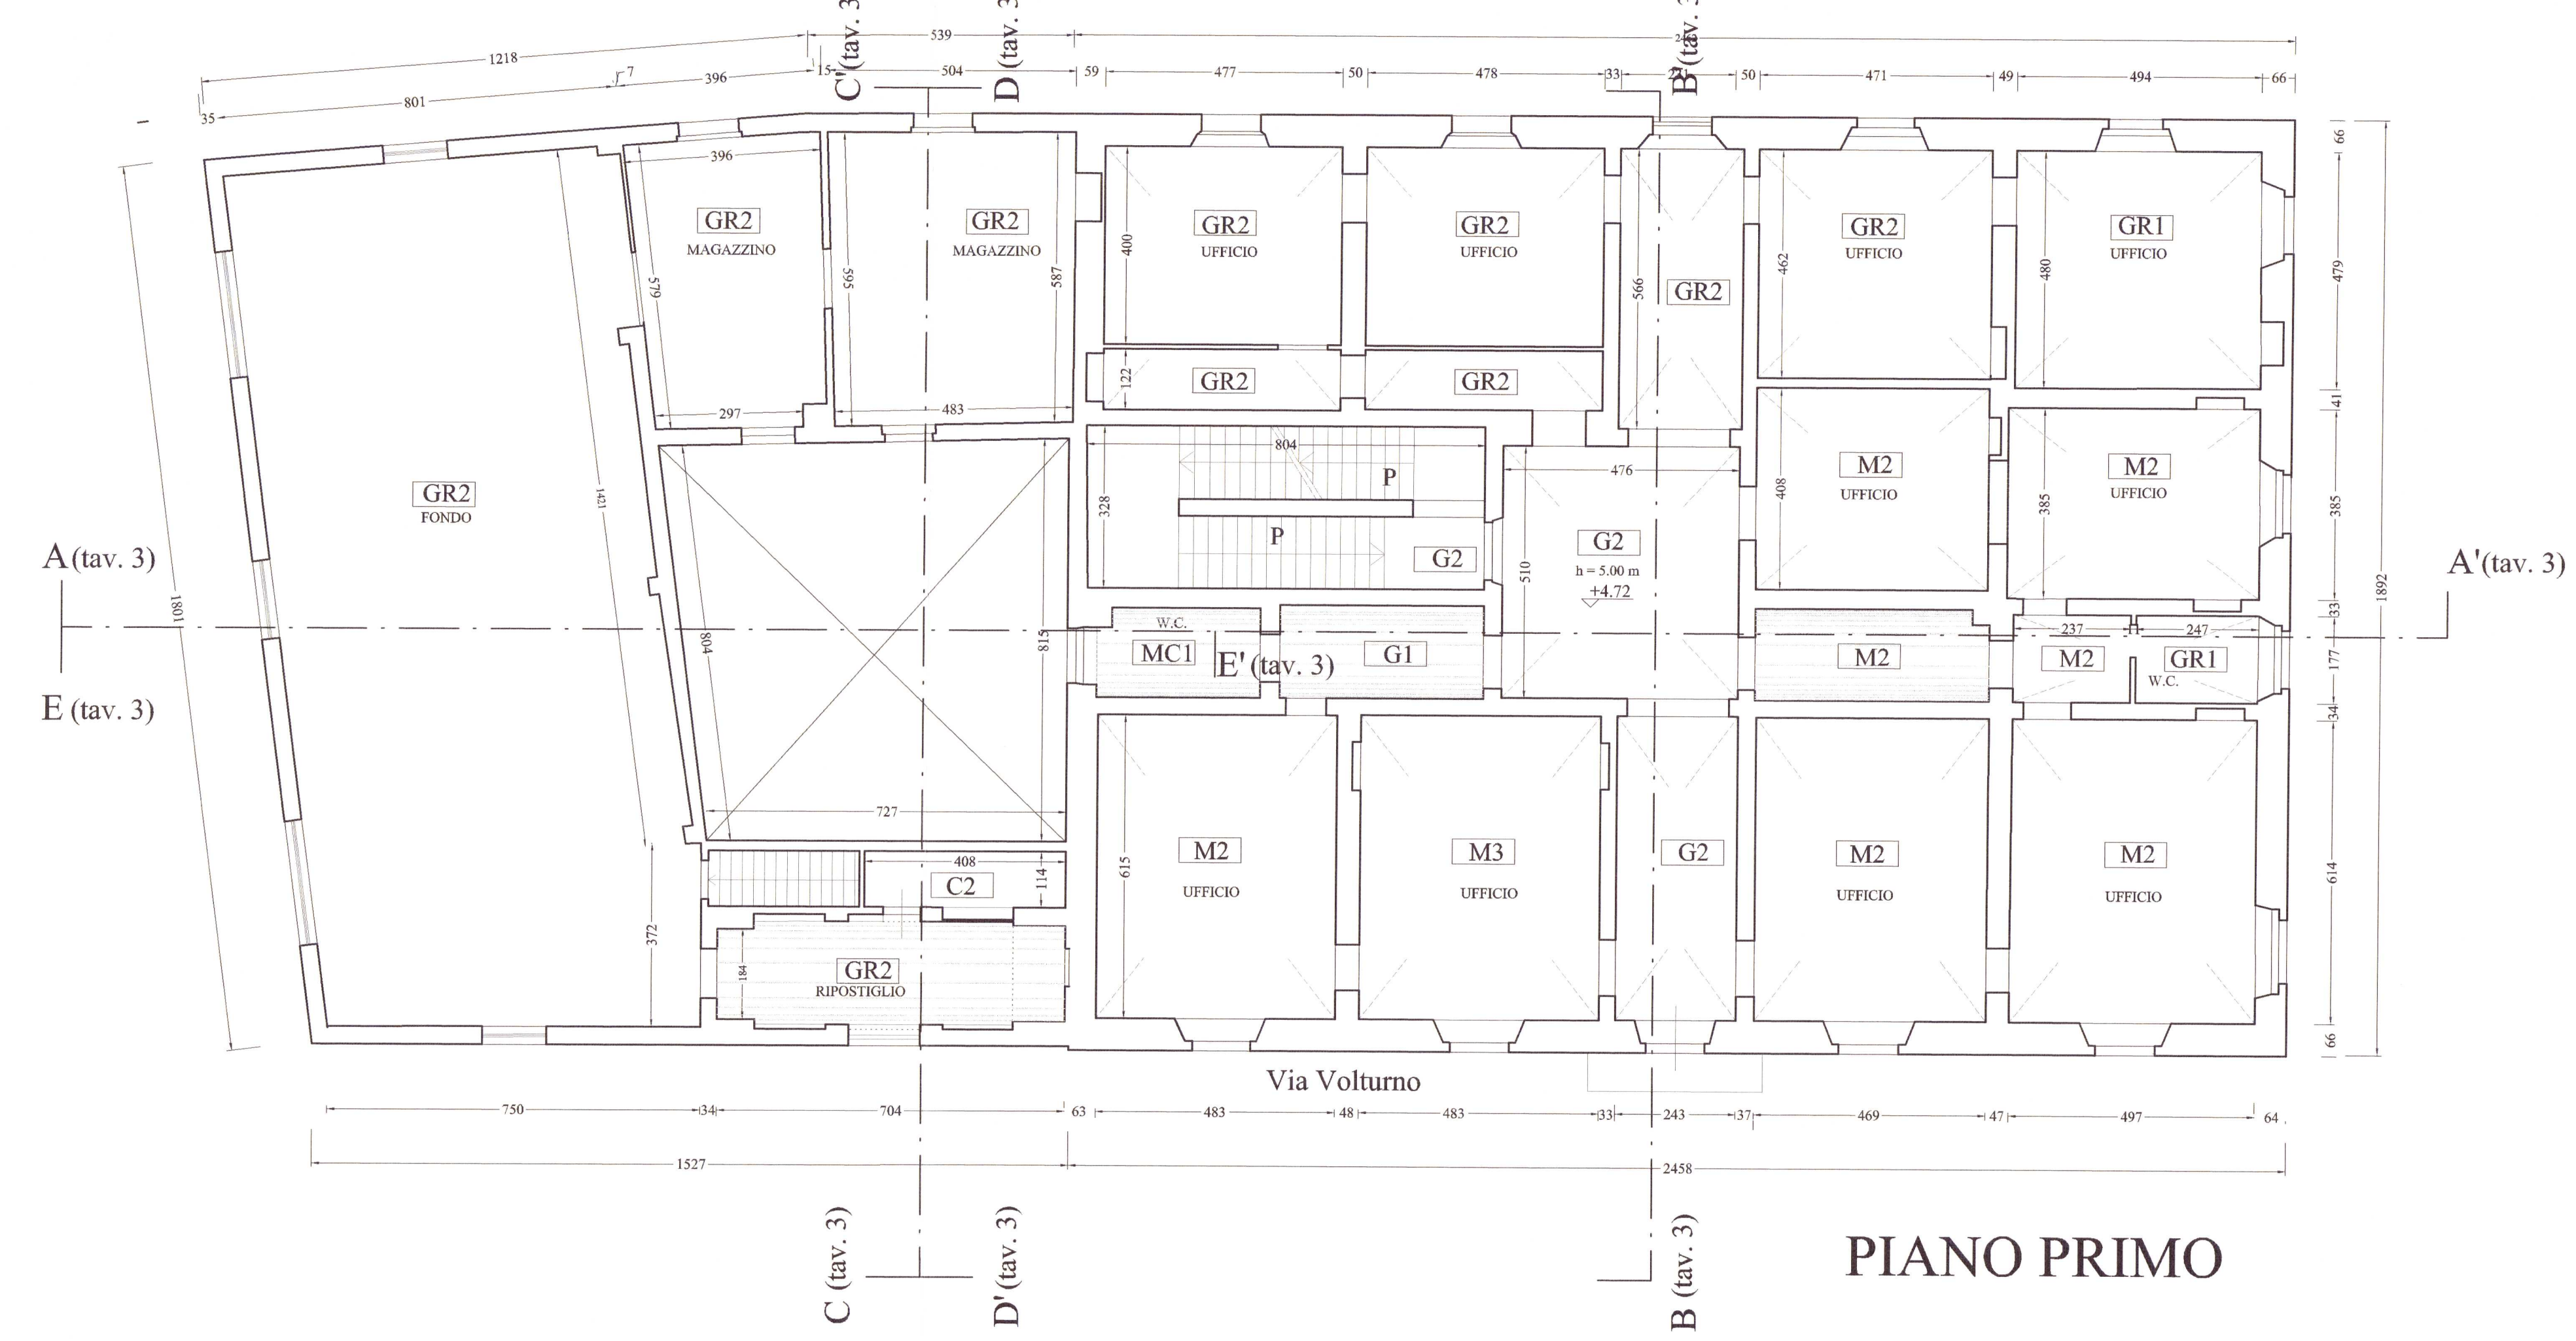 C' (tav. 3
D (tav. 3
B' (tav. 3
1218
539
7
396
15
504
59
477
50
478
33
50
471
49
494
66
35
801
396
GR2
MAGAZZINO
579
297
595
GR2
MAGAZZINO
587
483
400
GR2
UFFICIO
GR2
UFFICIO
566
GR2
462
GR2
UFFICIO
480
GR1
UFFICIO
66
479
41
122
GR2
GR2
804
P
328
P
G2
476
G2
h = 5.00 m
+4.72
510
408
M2
UFFICIO
385
M2
UFFICIO
385
1892
GR2
FONDO
1421
1801
A (tav. 3)
A' (tav. 3)
E (tav. 3)
804
815
727
W.C.
MC1
E' (tav. 3)
G1
M2
237
M2
247
GR1
W.C.
33
177
34
615
M2
UFFICIO
M3
UFFICIO
G2
M2
UFFICIO
M2
UFFICIO
614
66
408
C2
114
372
184
GR2
RIPOSTIGLIO
Via Volturno
750
34
704
63
483
48
483
33
243
37
469
47
497
64
1527
2458
C (tav. 3)
D' (tav. 3)
B (tav. 3)
PIANO PRIMO